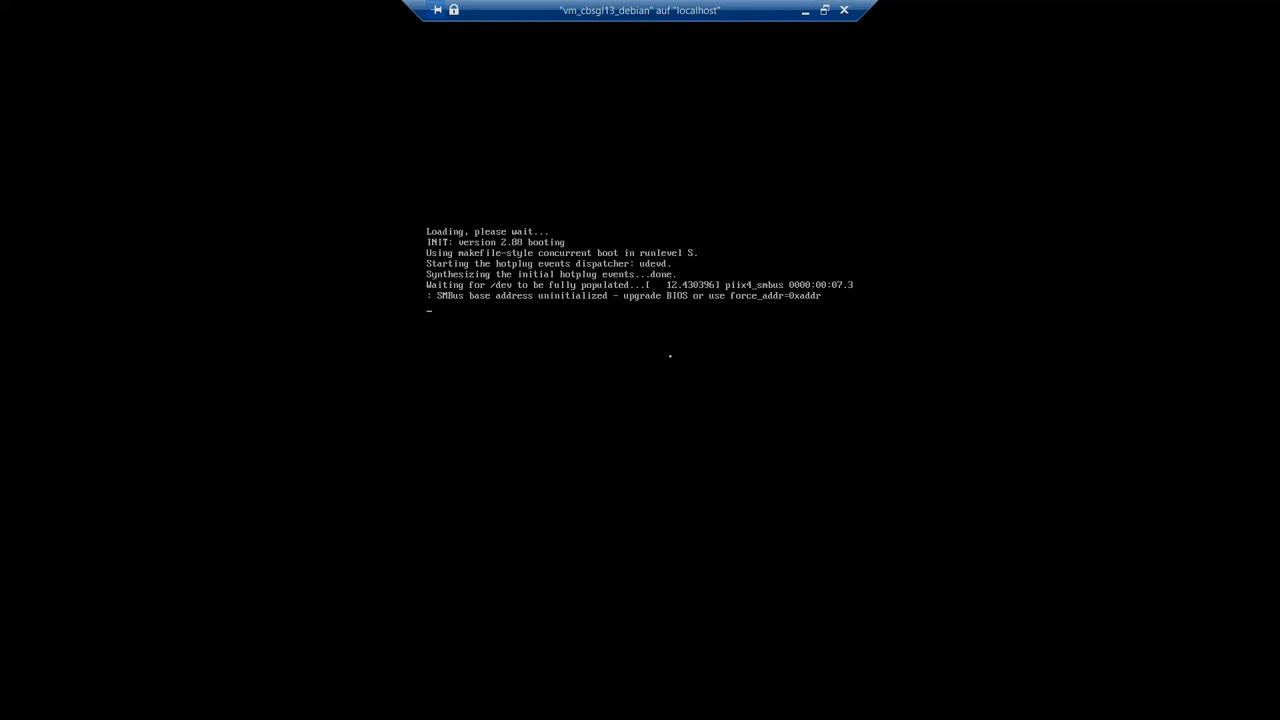 "vm_cbsgl13_debian" auf "localhost"
Loading, please wait...
INIT: version 2.88 booting
Using makefile-style concurrent boot in runlevel S.
Starting the hotplug events dispatcher: udevd.
Synthesizing the initial hotplug events...done.
Waiting for /dev to be fully populated...[   12.430396] piix4_smbus 0000:00:07.3
: SMBus base address uninitialized - upgrade BIOS or use force_addr=0xaddr
_